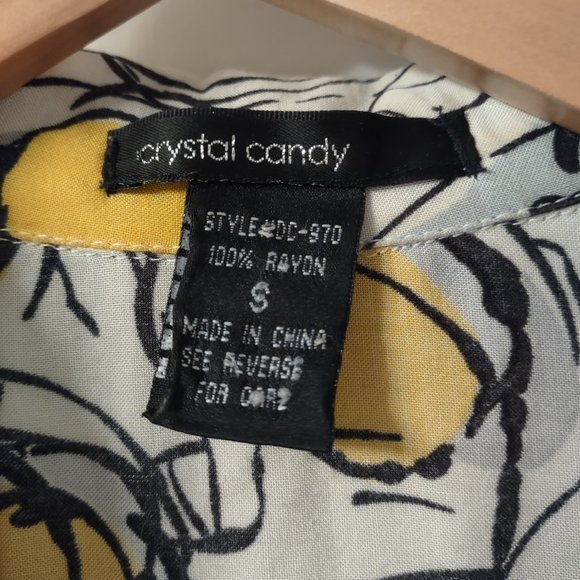 crystal candy
STYLE#DC-970
100% RAYON
S
MADE IN CHINA
SEE REVERSE
FOR CARE